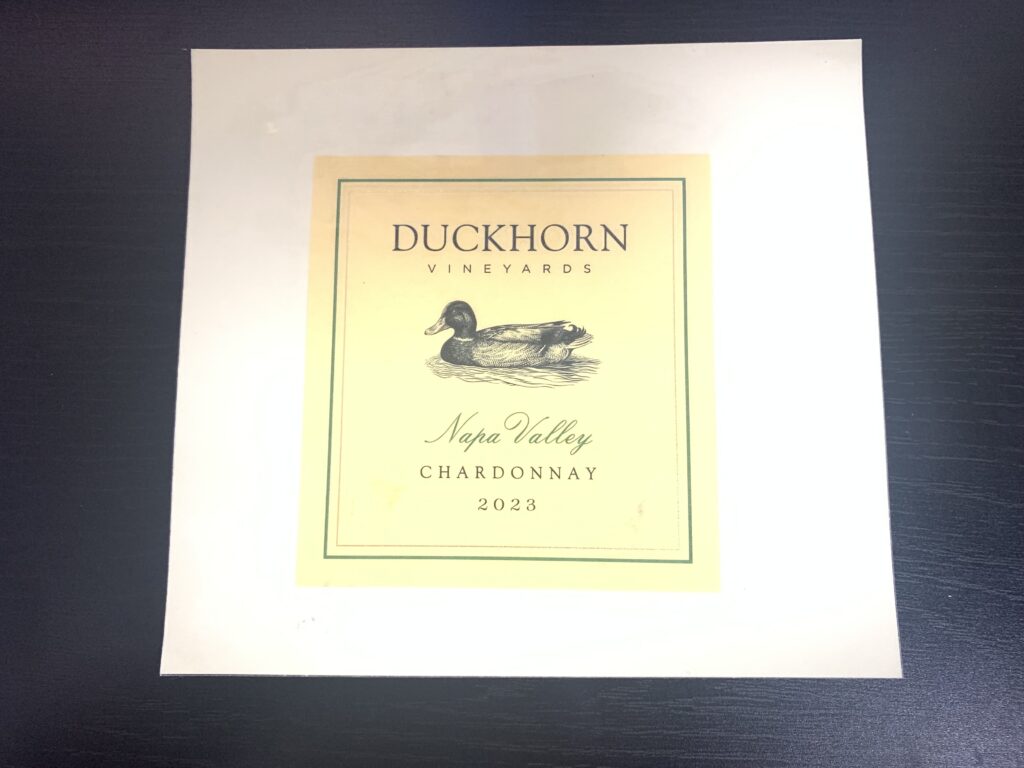 DUCKHORN
VINEYARDS
Napa Valley
CHARDONNAY
2023